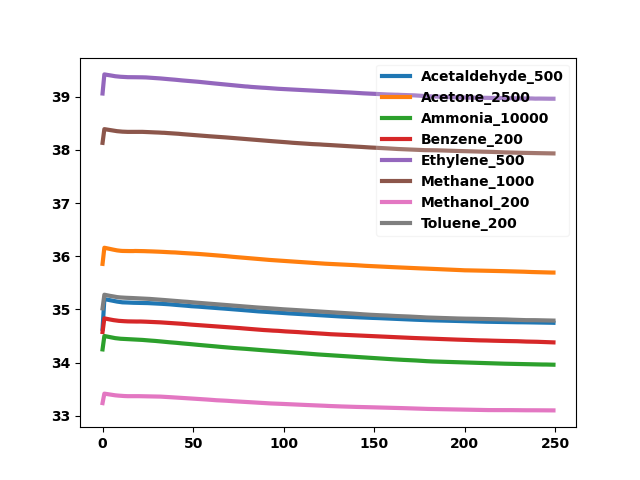 39
38
37
36
35
34
33
0 50 100 150 200 250
Acetaldehyde_500
Acetone_2500
Ammonia_10000
Benzene_200
Ethylene_500
Methane_1000
Methanol_200
Toluene_200